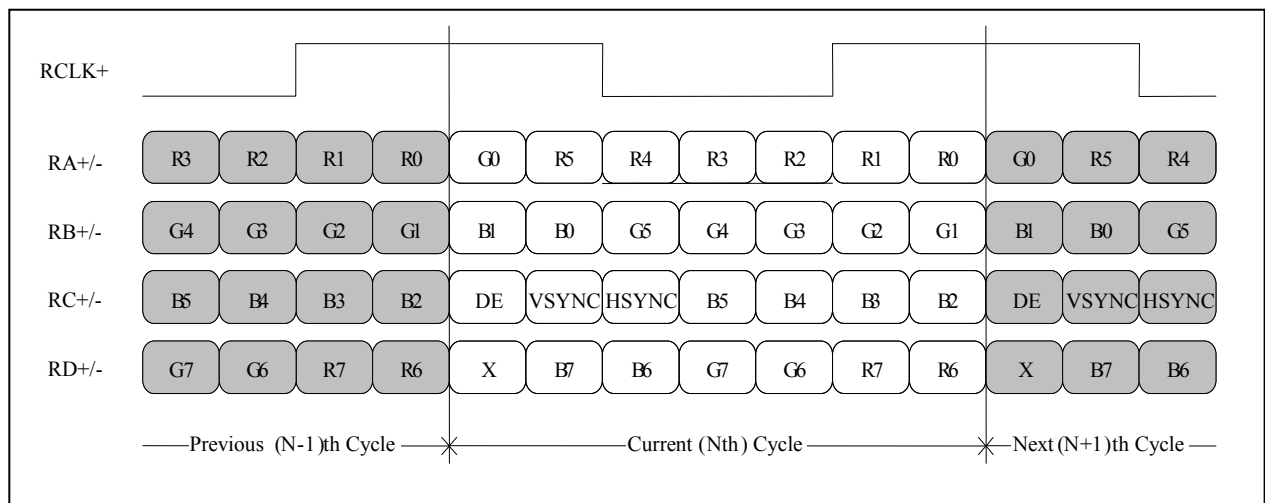 RCLK+
RA+/- R3 R2 R1 R0 G0 R5 R4 R3 R2 R1 R0 G0 R5 R4
RB+/- G4 G3 G2 G1 B1 B0 G5 G4 G3 G2 G1 B1 B0 G5
RC+/- B5 B4 B3 B2 DE VSYNC HSYNC B5 B4 B3 B2 DE VSYNC HSYNC
RD+/- G7 G6 R7 R6 X B7 B6 G7 G6 R7 R6 X B7 B6
Previous (N-1)th Cycle Current (Nth) Cycle Next (N+1)th Cycle